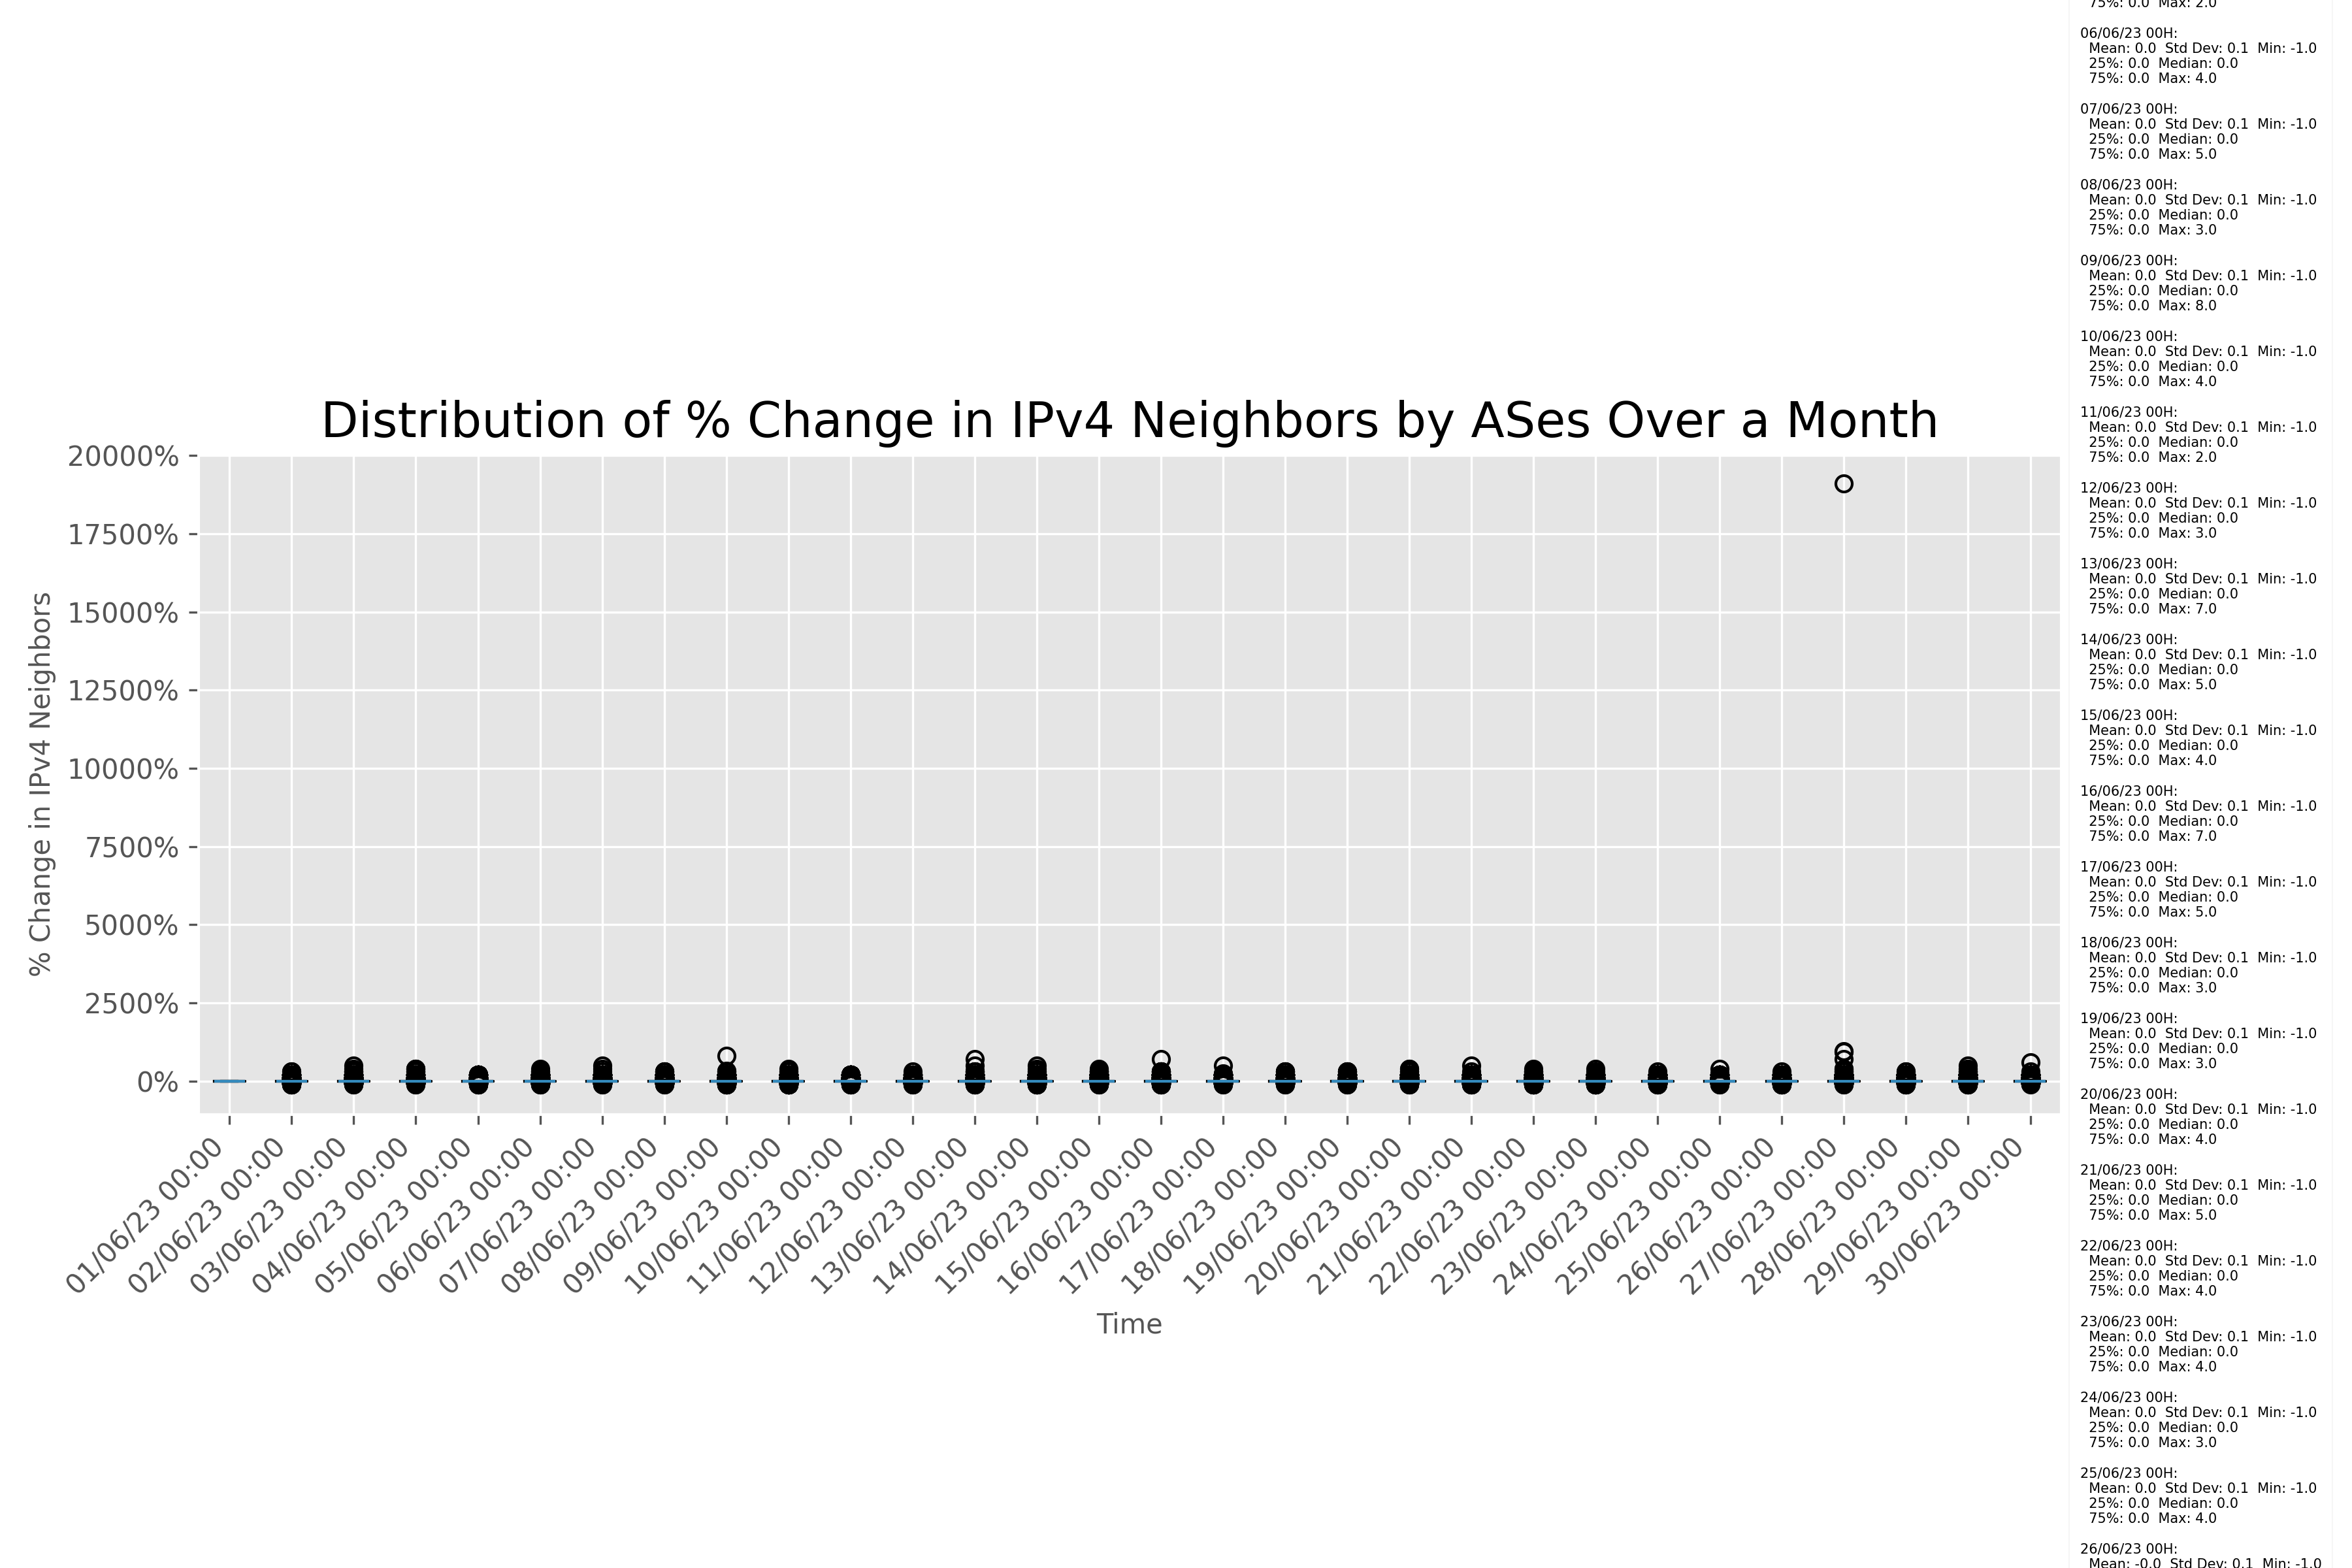 Distribution of % Change in IPv4 Neighbors by ASes Over a Month
% Change in IPv4 Neighbors
20000%
17500%
15000%
12500%
10000%
7500%
5000%
2500%
0%
01/06/23 00:00
02/06/23 00:00
03/06/23 00:00
04/06/23 00:00
05/06/23 00:00
06/06/23 00:00
07/06/23 00:00
08/06/23 00:00
09/06/23 00:00
10/06/23 00:00
11/06/23 00:00
12/06/23 00:00
13/06/23 00:00
14/06/23 00:00
15/06/23 00:00
16/06/23 00:00
17/06/23 00:00
18/06/23 00:00
19/06/23 00:00
20/06/23 00:00
21/06/23 00:00
22/06/23 00:00
23/06/23 00:00
24/06/23 00:00
25/06/23 00:00
26/06/23 00:00
27/06/23 00:00
28/06/23 00:00
29/06/23 00:00
30/06/23 00:00
Time
75%: 0.0 Max: 2.0
06/06/23 00H:
Mean: 0.0 Std Dev: 0.1 Min: -1.0
25%: 0.0 Median: 0.0
75%: 0.0 Max: 4.0
07/06/23 00H:
Mean: 0.0 Std Dev: 0.1 Min: -1.0
25%: 0.0 Median: 0.0
75%: 0.0 Max: 5.0
08/06/23 00H:
Mean: 0.0 Std Dev: 0.1 Min: -1.0
25%: 0.0 Median: 0.0
75%: 0.0 Max: 3.0
09/06/23 00H:
Mean: 0.0 Std Dev: 0.1 Min: -1.0
25%: 0.0 Median: 0.0
75%: 0.0 Max: 8.0
10/06/23 00H:
Mean: 0.0 Std Dev: 0.1 Min: -1.0
25%: 0.0 Median: 0.0
75%: 0.0 Max: 4.0
11/06/23 00H:
Mean: 0.0 Std Dev: 0.1 Min: -1.0
25%: 0.0 Median: 0.0
75%: 0.0 Max: 2.0
12/06/23 00H:
Mean: 0.0 Std Dev: 0.1 Min: -1.0
25%: 0.0 Median: 0.0
75%: 0.0 Max: 3.0
13/06/23 00H:
Mean: 0.0 Std Dev: 0.1 Min: -1.0
25%: 0.0 Median: 0.0
75%: 0.0 Max: 7.0
14/06/23 00H:
Mean: 0.0 Std Dev: 0.1 Min: -1.0
25%: 0.0 Median: 0.0
75%: 0.0 Max: 5.0
15/06/23 00H:
Mean: 0.0 Std Dev: 0.1 Min: -1.0
25%: 0.0 Median: 0.0
75%: 0.0 Max: 4.0
16/06/23 00H:
Mean: 0.0 Std Dev: 0.1 Min: -1.0
25%: 0.0 Median: 0.0
75%: 0.0 Max: 7.0
17/06/23 00H:
Mean: 0.0 Std Dev: 0.1 Min: -1.0
25%: 0.0 Median: 0.0
75%: 0.0 Max: 5.0
18/06/23 00H:
Mean: 0.0 Std Dev: 0.1 Min: -1.0
25%: 0.0 Median: 0.0
75%: 0.0 Max: 3.0
19/06/23 00H:
Mean: 0.0 Std Dev: 0.1 Min: -1.0
25%: 0.0 Median: 0.0
75%: 0.0 Max: 3.0
20/06/23 00H:
Mean: 0.0 Std Dev: 0.1 Min: -1.0
25%: 0.0 Median: 0.0
75%: 0.0 Max: 4.0
21/06/23 00H:
Mean: 0.0 Std Dev: 0.1 Min: -1.0
25%: 0.0 Median: 0.0
75%: 0.0 Max: 5.0
22/06/23 00H:
Mean: 0.0 Std Dev: 0.1 Min: -1.0
25%: 0.0 Median: 0.0
75%: 0.0 Max: 4.0
23/06/23 00H:
Mean: 0.0 Std Dev: 0.1 Min: -1.0
25%: 0.0 Median: 0.0
75%: 0.0 Max: 4.0
24/06/23 00H:
Mean: 0.0 Std Dev: 0.1 Min: -1.0
25%: 0.0 Median: 0.0
75%: 0.0 Max: 3.0
25/06/23 00H:
Mean: 0.0 Std Dev: 0.1 Min: -1.0
25%: 0.0 Median: 0.0
75%: 0.0 Max: 4.0
26/06/23 00H:
Mean: -0.0 Std Dev: 0.1 Min: -1.0